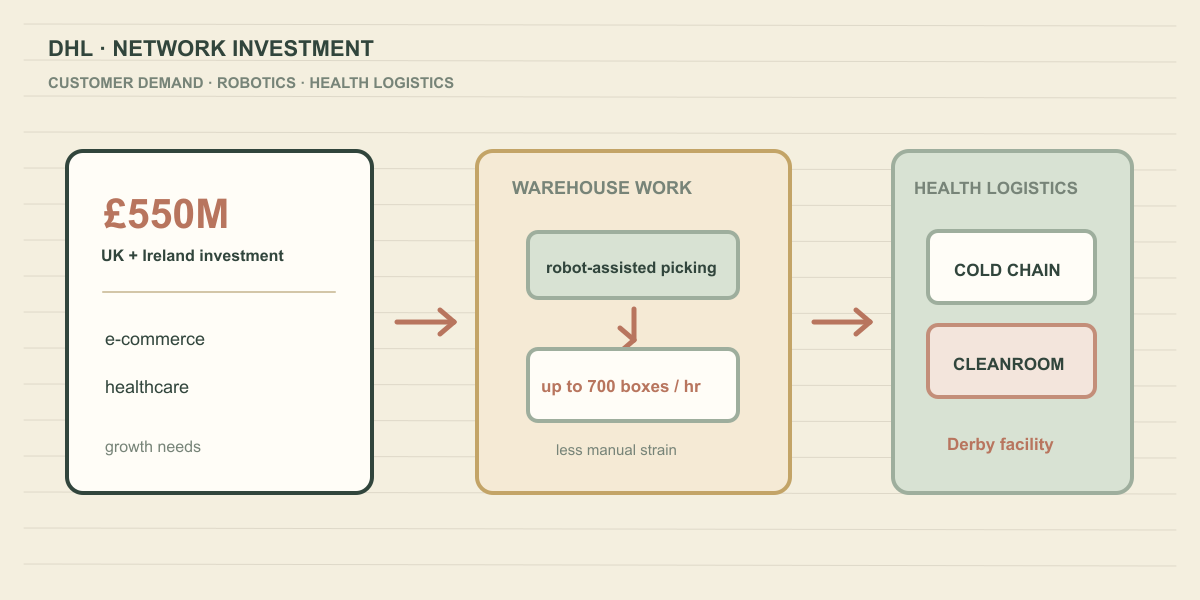 DHL · NETWORK INVESTMENT
CUSTOMER DEMAND · ROBOTICS · HEALTH LOGISTICS
£550M
UK + Ireland investment
e-commerce
healthcare
growth needs
WAREHOUSE WORK
robot-assisted picking
up to 700 boxes / hr
less manual strain
HEALTH LOGISTICS
COLD CHAIN
CLEANROOM
Derby facility